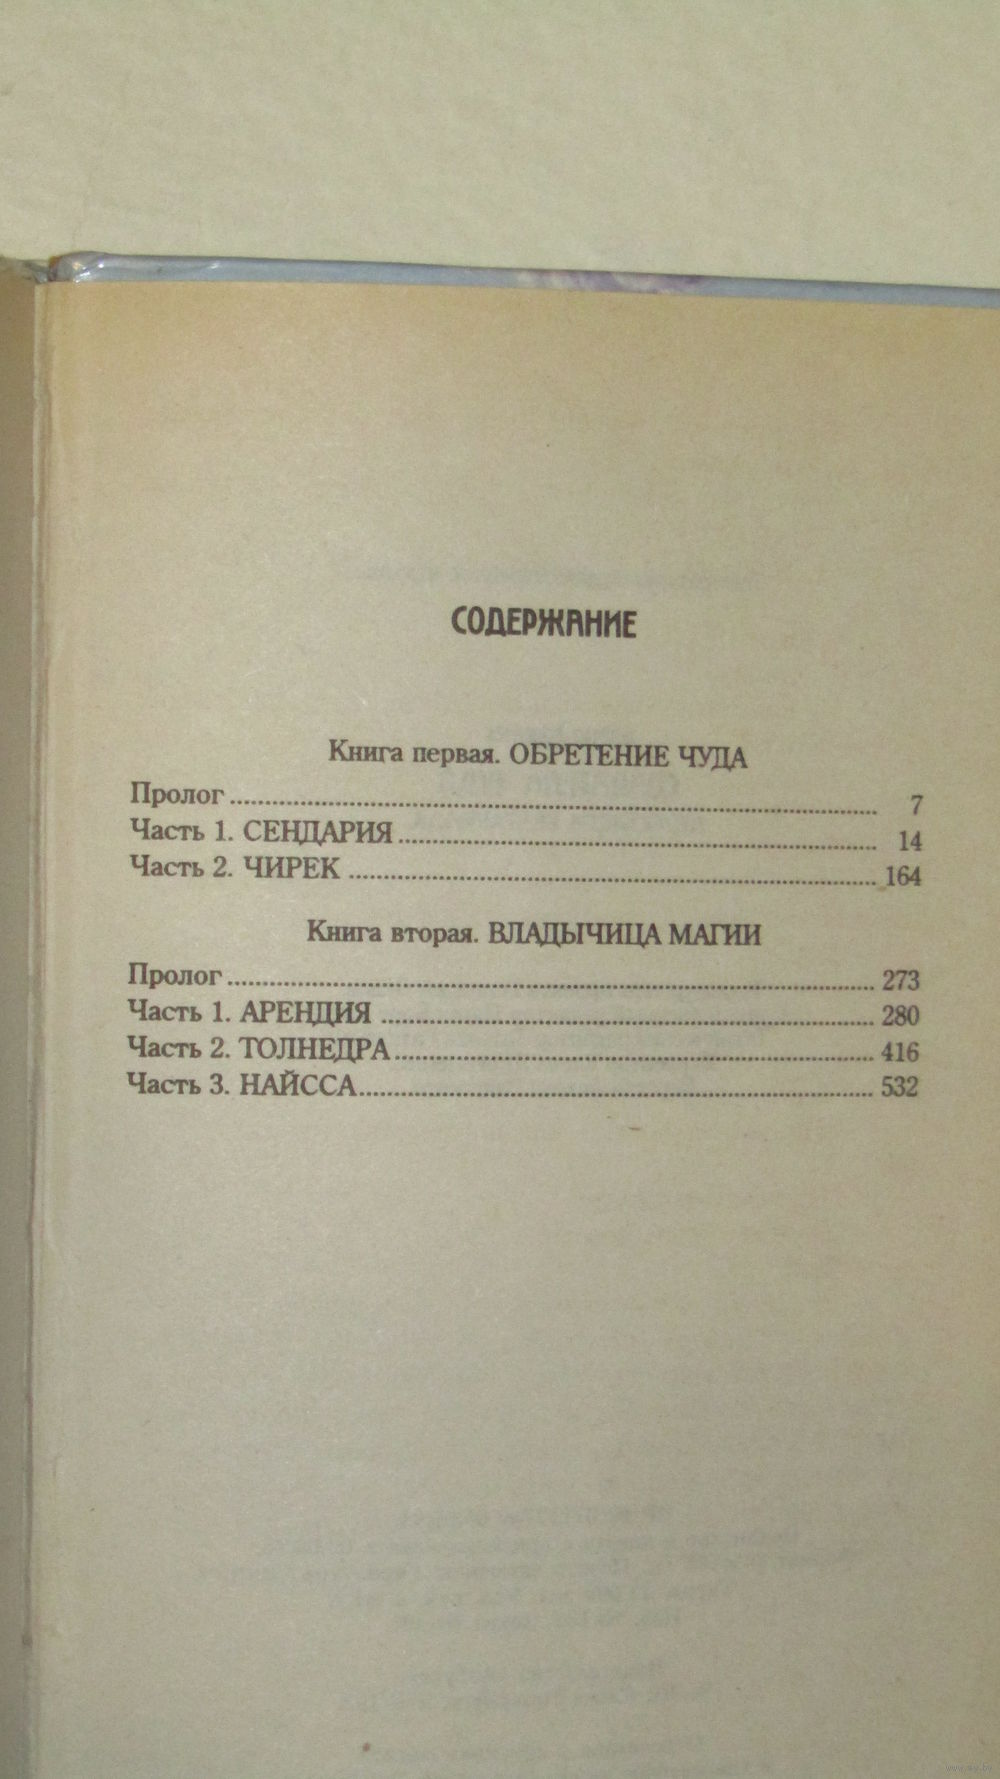 СОДЕРЖАНИЕ
Книга первая. ОБРЕТЕНИЕ ЧУДА
Пролог........................................................ 7
Часть 1. СЕНДАРИЯ........................................................ 14
Часть 2. ЧИРЕК........................................................ 164
Книга вторая. ВЛАДЫЧИЦА МАГИИ
Пролог........................................................ 273
Часть 1. АРЕНДИЯ........................................................ 280
Часть 2. ТОЛНЕДРА........................................................ 416
Часть 3. НАЙССА........................................................ 532